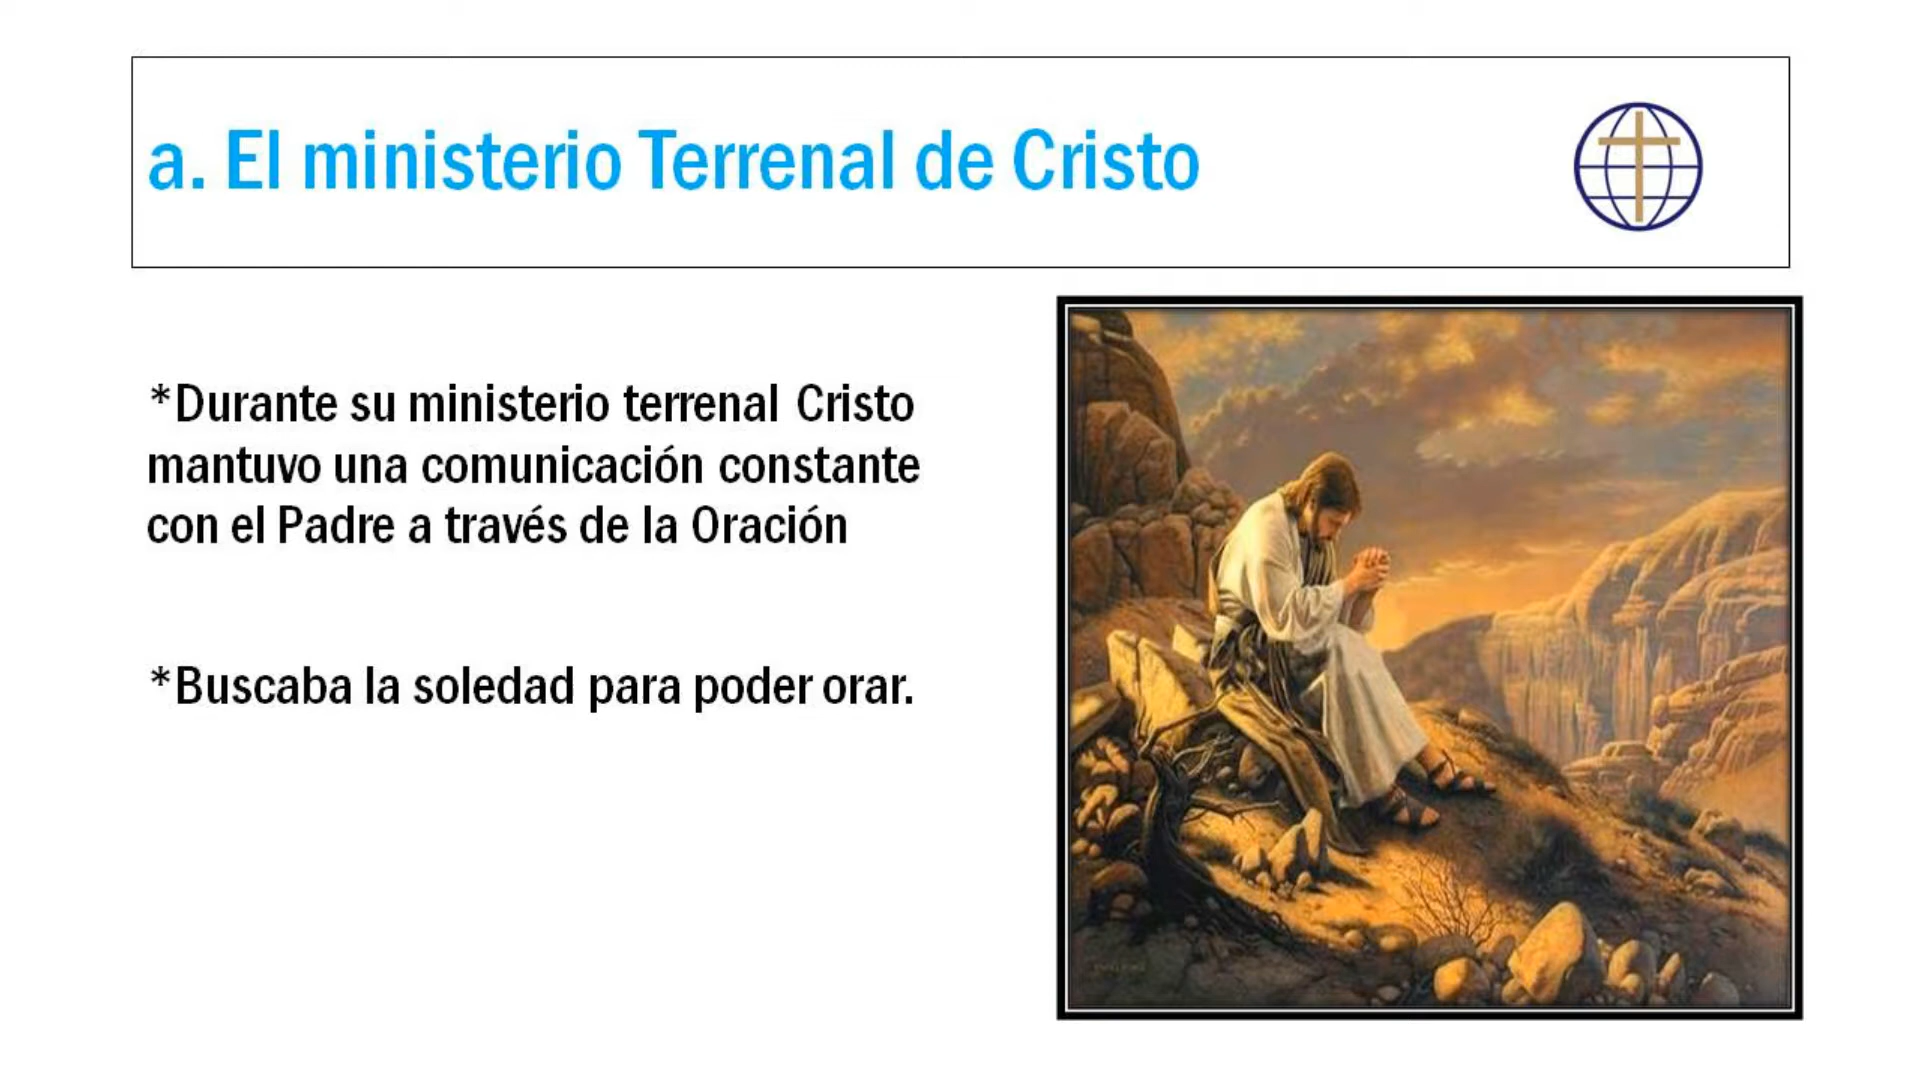 a. El ministerio Terrenal de Cristo
*Durante su ministerio terrenal Cristo
mantuvo una comunicación constante
con el Padre a través de la Oración
*Buscaba la soledad para poder orar.